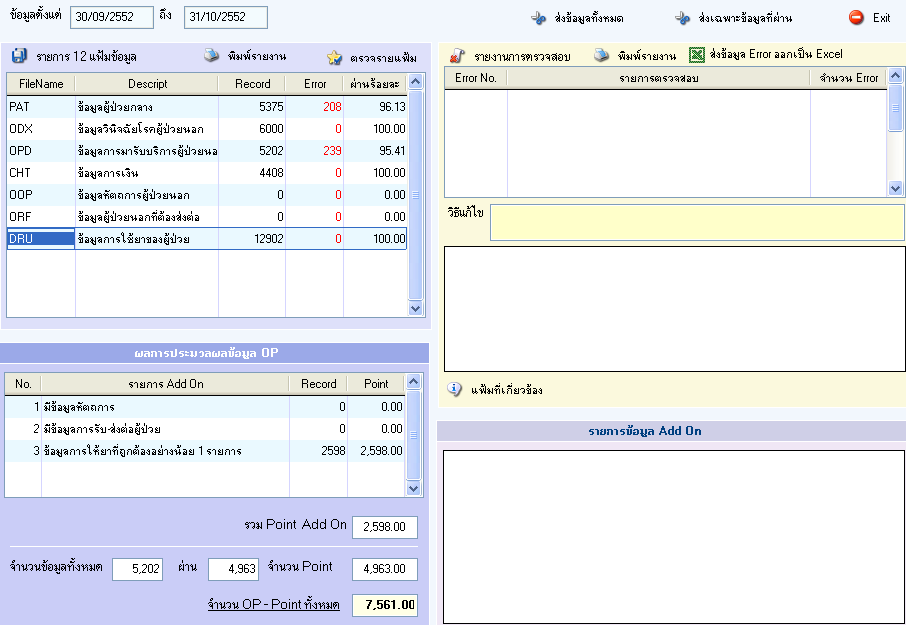 ข้อมูลตั้งแต่ 30/09/2552 ถึง 31/10/2552
ส่งข้อมูลทั้งหมด ส่งเฉพาะข้อมูลที่ผ่าน Exit
รายการ 12 แฟ้มข้อมูล พิมพ์รายงาน ตรวจรายแฟ้ม
FileName Descript Record Error ผ่านร้อยละ
PAT ข้อมูลผู้ป่วยกลาง 5375 208 96.13
ODX ข้อมูลวินิจฉัยโรคผู้ป่วยนอก 6000 0 100.00
OPD ข้อมูลการมารับบริการผู้ป่วยนอ 5202 239 95.41
CHT ข้อมูลการเงิน 4408 0 100.00
OOP ข้อมูลหัตถการผู้ป่วยนอก 0 0 0.00
ORF ข้อมูลผู้ป่วยนอกที่ต้องส่งต่อ 0 0 0.00
DRU ข้อมูลการใช้ยาของผู้ป่วย 12902 0 100.00
ผลการประมวลผลข้อมูล OP
No. รายการ Add On Record Point
1 มีข้อมูลหัตถการ 0 0.00
2 มีข้อมูลการรับ-ส่งต่อผู้ป่วย 0 0.00
3 ข้อมูลการให้ยาที่ถูกต้องอย่างน้อย 1 รายการ 2598 2,598.00
รวม Point Add On 2,598.00
จำนวนข้อมูลทั้งหมด 5,202 ผ่าน 4,963 จำนวน Point 4,963.00
จำนวน OP - Point ทั้งหมด 7,561.00
รายงานการตรวจสอบ พิมพ์รายงาน ส่งข้อมูล Error ออกเป็น Excel
Error No. รายการตรวจสอบ จำนวน Error
วิธีแก้ไข
แฟ้มที่เกี่ยวข้อง
รายการข้อมูล Add On